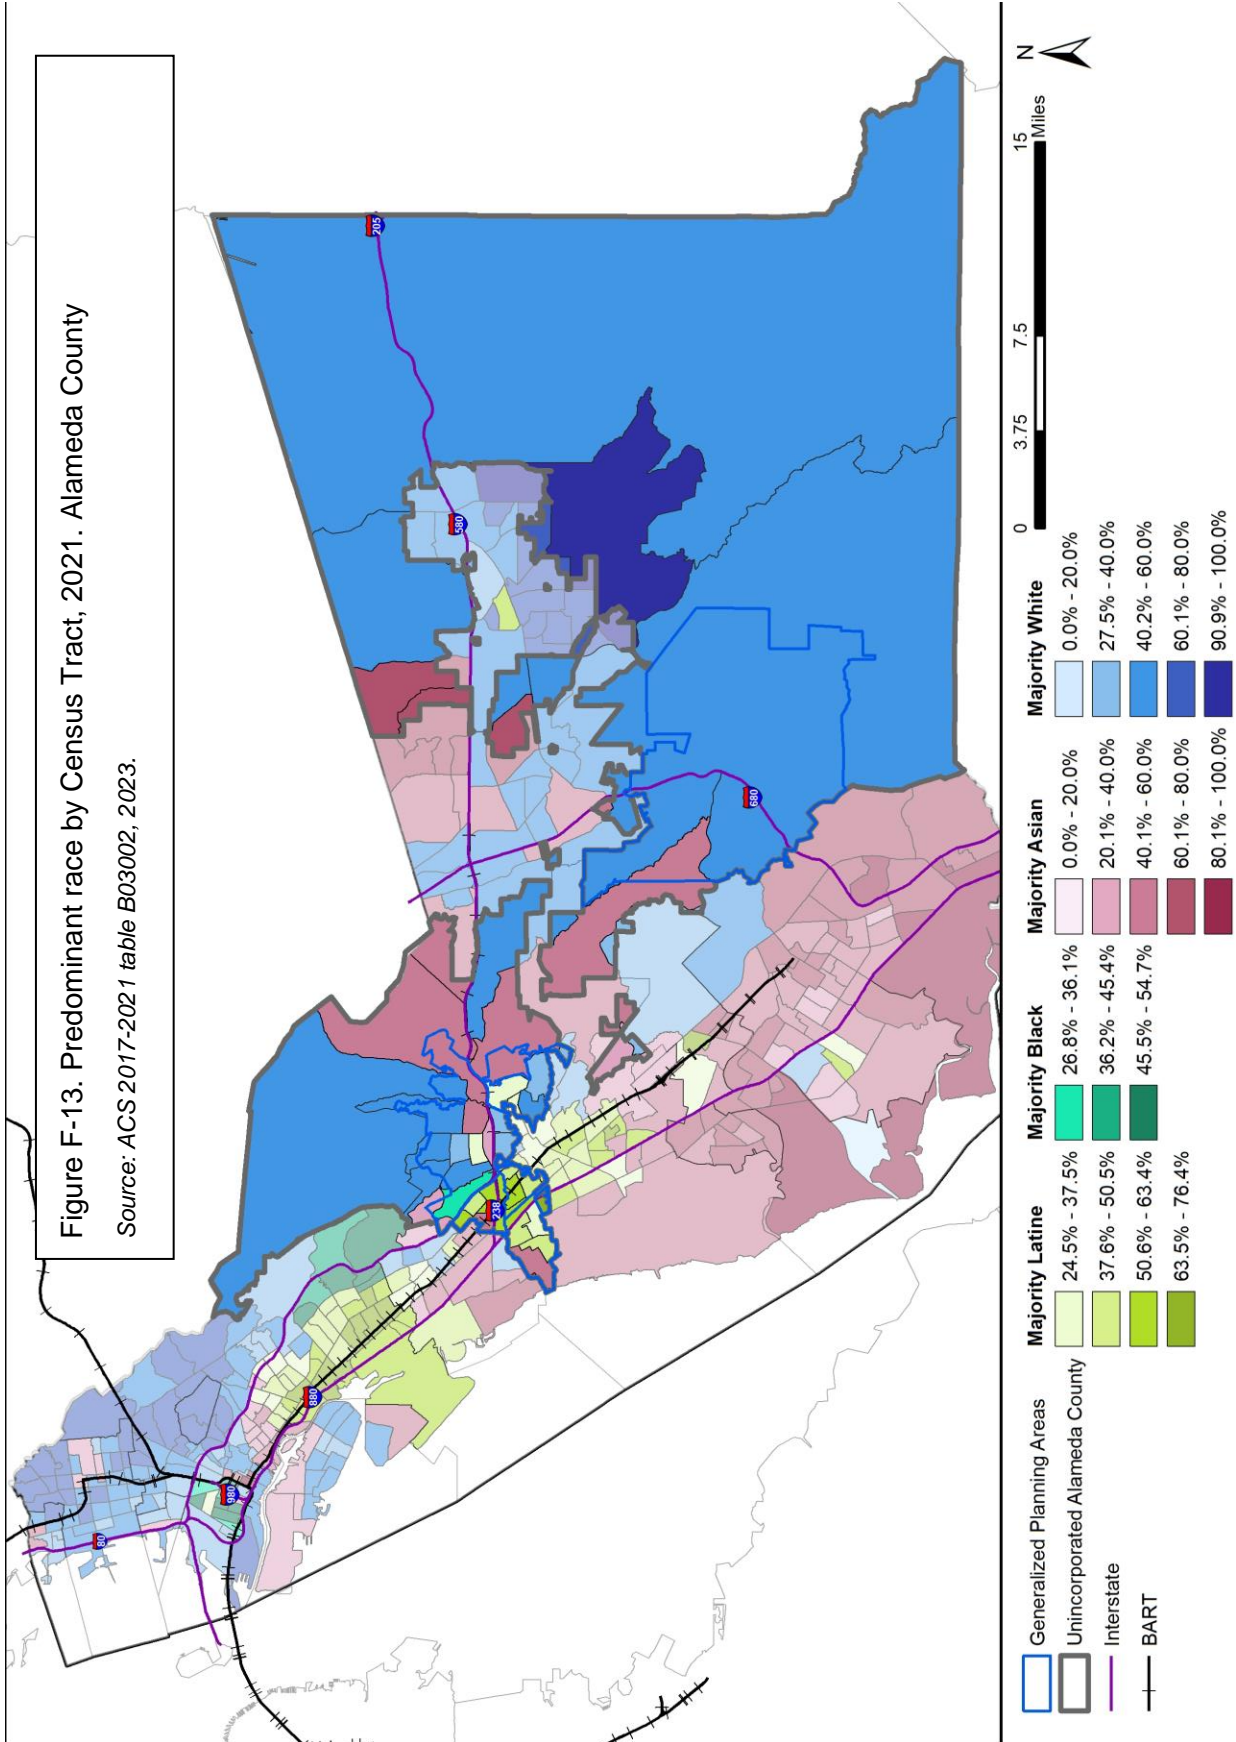 Figure F-13. Predominant race by Census Tract, 2021. Alameda County
Source: ACS 2017-2021 table B03002, 2023.
80
980
880
238
580
205
680
N
0
3.75
7.5
15
Miles
Generalized Planning Areas
Unincorporated Alameda County
Interstate
BART
Majority Latine
24.5% - 37.5%
37.6% - 50.5%
50.6% - 63.4%
63.5% - 76.4%
Majority Black
26.8% - 36.1%
36.2% - 45.4%
45.5% - 54.7%
Majority Asian
0.0% - 20.0%
20.1% - 40.0%
40.1% - 60.0%
60.1% - 80.0%
80.1% - 100.0%
Majority White
0.0% - 20.0%
27.5% - 40.0%
40.2% - 60.0%
60.1% - 80.0%
90.9% - 100.0%